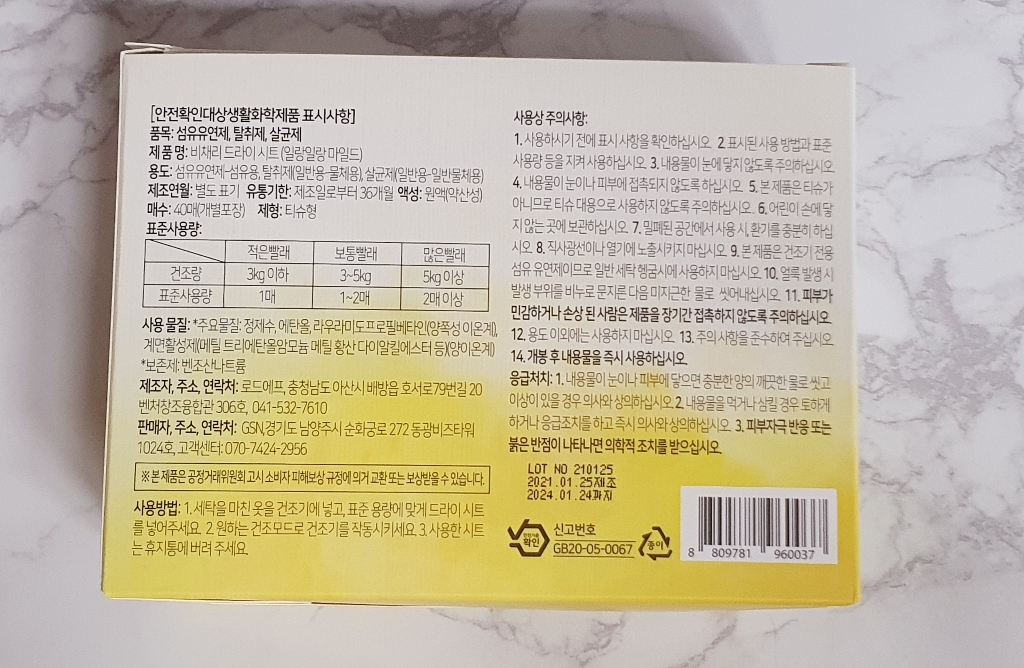 [안전확인대상생활화학제품 표시사항]
품목: 섬유유연제, 탈취제, 살균제
제품명: 비채리 드라이 시트 (일랑일랑 마일드)
용도: 섬유유연제-섬유용, 탈취제(일반용-물체용), 살균제(일반용-일반물체용)
제조연월: 별도 표기 유통기한: 제조일로부터 36개월 액성: 원액(약산성)
매수: 40매(개별포장) 제형: 티슈형
표준사용량:
적은빨래 보통빨래 많은빨래
건조량 3kg 이하 3~5kg 5kg 이상
표준사용량 1매 1~2매 2매 이상
사용 물질: *주요물질: 정제수, 에탄올, 라우라미도프로필베타인(양쪽성 이온계),
계면활성제(메틸 트리에탄올암모늄 메틸 황산 다이알킬에스터 등)(양이온계)
*보존제: 벤조산나트륨
제조자, 주소, 연락처: 로드에프, 충청남도 아산시 배방읍 호서로79번길 20
벤처창조융합관 306호, 041-532-7610
판매자, 주소, 연락처: GSN,경기도 남양주시 순화궁로 272 동광비즈타워
1024호, 고객센터: 070-7424-2956
※ 본 제품은 공정거래위원회 고시 소비자 피해보상 규정에 의거 교환 또는 보상받을 수 있습니다.
사용방법: 1. 세탁을 마친 옷을 건조기에 넣고, 표준 용량에 맞게 드라이 시트
를 넣어주세요. 2. 원하는 건조모드로 건조기를 작동시키세요. 3. 사용한 시트
는 휴지통에 버려 주세요.
사용상 주의사항:
1. 사용하시기 전에 표시 사항을 확인하십시오. 2. 표시된 사용 방법과 표준
사용량 등을 지켜 사용하십시오. 3. 내용물이 눈에 닿지 않도록 주의하십시오.
4. 내용물이 눈이나 피부에 접촉되지 않도록 하십시오. 5. 본 제품은 티슈가
아니므로 티슈 대용으로 사용하지 않도록 주의하십시오. 6. 어린이 손에 닿
지 않는 곳에 보관하십시오. 7. 밀폐된 공간에서 사용 시, 환기를 충분히 하십
시오. 8. 직사광선이나 열기에 노출시키지 마십시오. 9. 본 제품은 건조기 전용
섬유 유연제이므로 일반 세탁 헹굼시에 사용하지 마십시오. 10. 얼룩 발생 시
발생 부위를 비누로 문지른 다음 미지근한 물로 씻어내십시오. 11. 피부가
민감하거나 손상 된 사람은 제품을 장기간 접촉하지 않도록 주의하십시오.
12. 용도 이외에는 사용하지 마십시오. 13. 주의 사항을 준수하여 주십시오.
14. 개봉 후 내용물을 즉시 사용하십시오.
응급처치: 1. 내용물이 눈이나 피부에 닿으면 충분한 양의 깨끗한 물로 씻고
이상이 있을 경우 의사와 상의하십시오. 2. 내용물을 먹거나 삼킬 경우 토하게
하거나 응급조치를 하고 즉시 의사와 상의하십시오. 3. 피부자극 반응 또는
붉은 반점이 나타나면 의학적 조치를 받으십시오.
LOT NO 210125
2021.01.25제조
2024.01.24까지
확인
신고번호
GB20-05-0067
종이
8 809781 960037